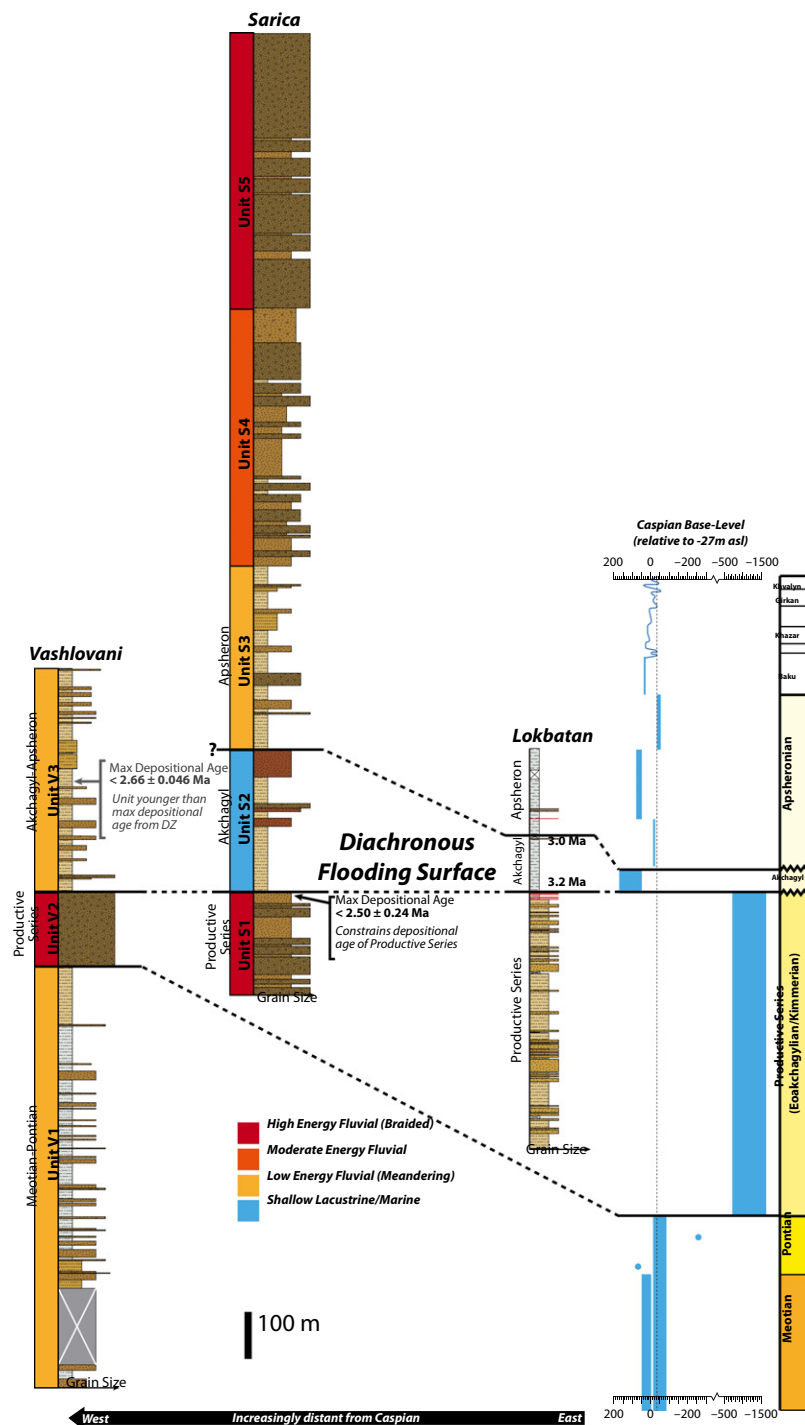 Sarica
Unit S5
Unit S4
Unit S3
Apsheron
Unit S2
Akchagyl
Unit S1
Productive
Series
Grain Size
?
Vashlovani
Unit V3
Akchagyl-Apsheron
Unit V2
Productive
Series
Unit V1
Meotian-Pontian
Grain Size
Max Depositional Age
< 2.66 ± 0.046 Ma
Unit younger than
max depositional
age from DZ
Diachronous
Flooding Surface
Max Depositional Age
< 2.50 ± 0.24 Ma
Constrains depositional
age of Productive Series
Lokbatan
Apsheron
Akchagyl
Productive Series
3.0 Ma
3.2 Ma
Grain Size
Caspian Base-Level
(relative to -27m asl)
200 0 −200 −500 −1500
Khvalyn
Girkan
Khazar
Baku
Apsheronian
Akchagyl
Productive Series
(Eoakchagylian/Kimmerian)
Pontian
Meotian
200 0 −200 −500 −1500
High Energy Fluvial (Braided)
Moderate Energy Fluvial
Low Energy Fluvial (Meandering)
Shallow Lacustrine/Marine
100 m
West Increasingly distant from Caspian East